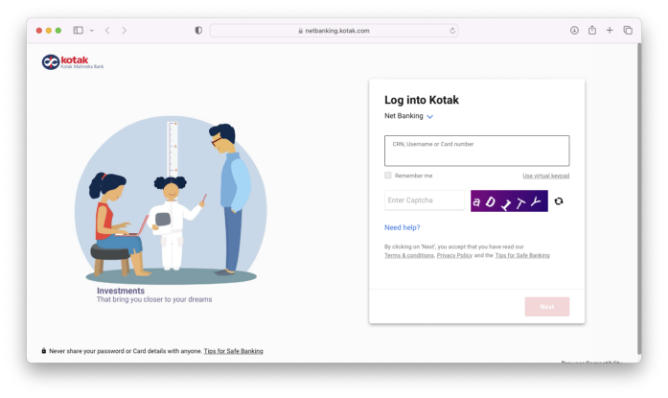 netbanking.kotak.com
kotak
Kotak Mahindra Bank
Log into Kotak
Net Banking
CRN, Username or Card number
Remember me
Use virtual keypad
Enter Captcha
Need help?
By clicking on 'Next', you accept that you have read our
Terms & conditions, Privacy Policy and the Tips for Safe Banking
Next
Investments
That bring you closer to your dreams
Never share your password or Card details with anyone. Tips for Safe Banking